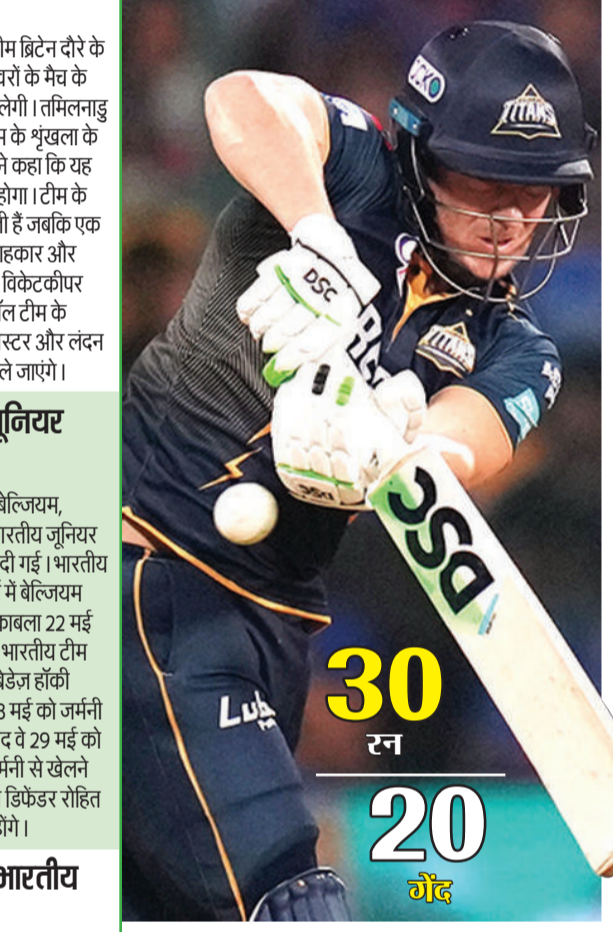 ीम ब्रिटेन दौरे के
वरों के मैच के
लेगी। तमिलनाडु
म के शृंखला के
ने कहा कि यह
होगा। टीम के
ी हैं जबकि एक
ाहकार और
विकेटकीपर
ॉल टीम के
स्टर और लंदन
ले जाएंगे।
ूनियर
बेल्जियम,
ारतीय जूनियर
दी गई। भारतीय
में बेल्जियम
काबला 22 मई
भारतीय टीम
ब्रेडेज़ हॉकी
3 मई को जर्मनी
द वे 29 मई को
र्मनी से खेलने
डिफेंडर रोहित
ोंगे।
भारतीय
TITANS
DSC
TITANS
DSC
30
रन
20
गेंद